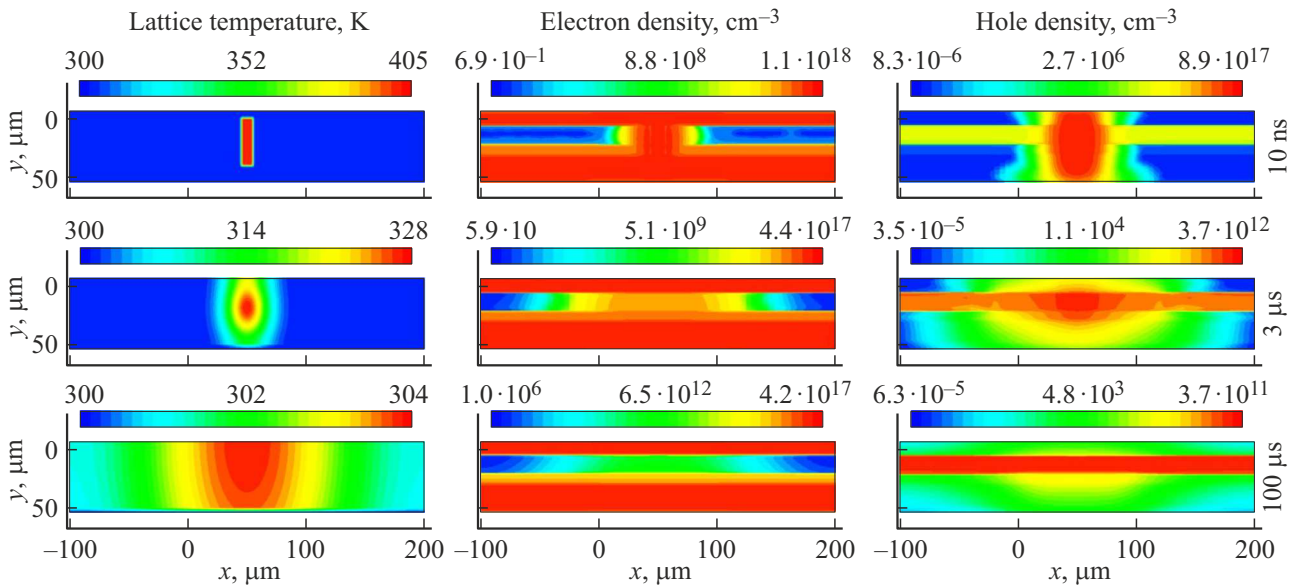 Lattice temperature, K Electron density, cm⁻³ Hole density, cm⁻³
300 352 405 6.9·10⁻¹ 8.8·10⁸ 1.1·10¹⁸ 8.3·10⁻⁶ 2.7·10⁶ 8.9·10¹⁷
0
50
y, μm
10 ns
300 314 328 5.9·10 5.1·10⁹ 4.4·10¹⁷ 3.5·10⁻⁵ 1.1·10⁴ 3.7·10¹²
0
50
y, μm
3 μs
300 302 304 1.0·10⁶ 6.5·10¹² 4.2·10¹⁷ 6.3·10⁻⁵ 4.8·10³ 3.7·10¹¹
0
50
y, μm
100 μs
–100 0 100 200 0 100 200 0 100 200
x, μm x, μm x, μm